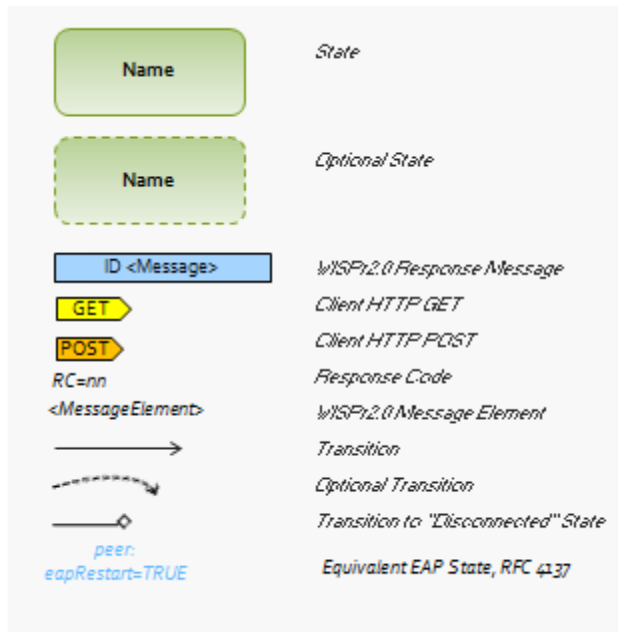 Name
State
Name
Optional State
ID <Message>
WISPr2.0 Response Message
GET
Client HTTP GET
POST
Client HTTP POST
RC=nn
Response Code
<MessageElement>
WISPr2.0 Message Element
Transition
Optional Transition
Transition to "Disconnected" State
peer:
eapRestart=TRUE
Equivalent EAP State, RFC 4137